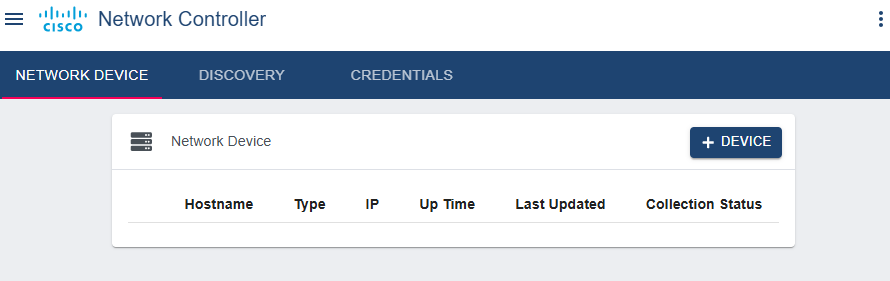 CISCO Network Controller
NETWORK DEVICE DISCOVERY CREDENTIALS
Network Device + DEVICE
Hostname Type IP Up Time Last Updated Collection Status